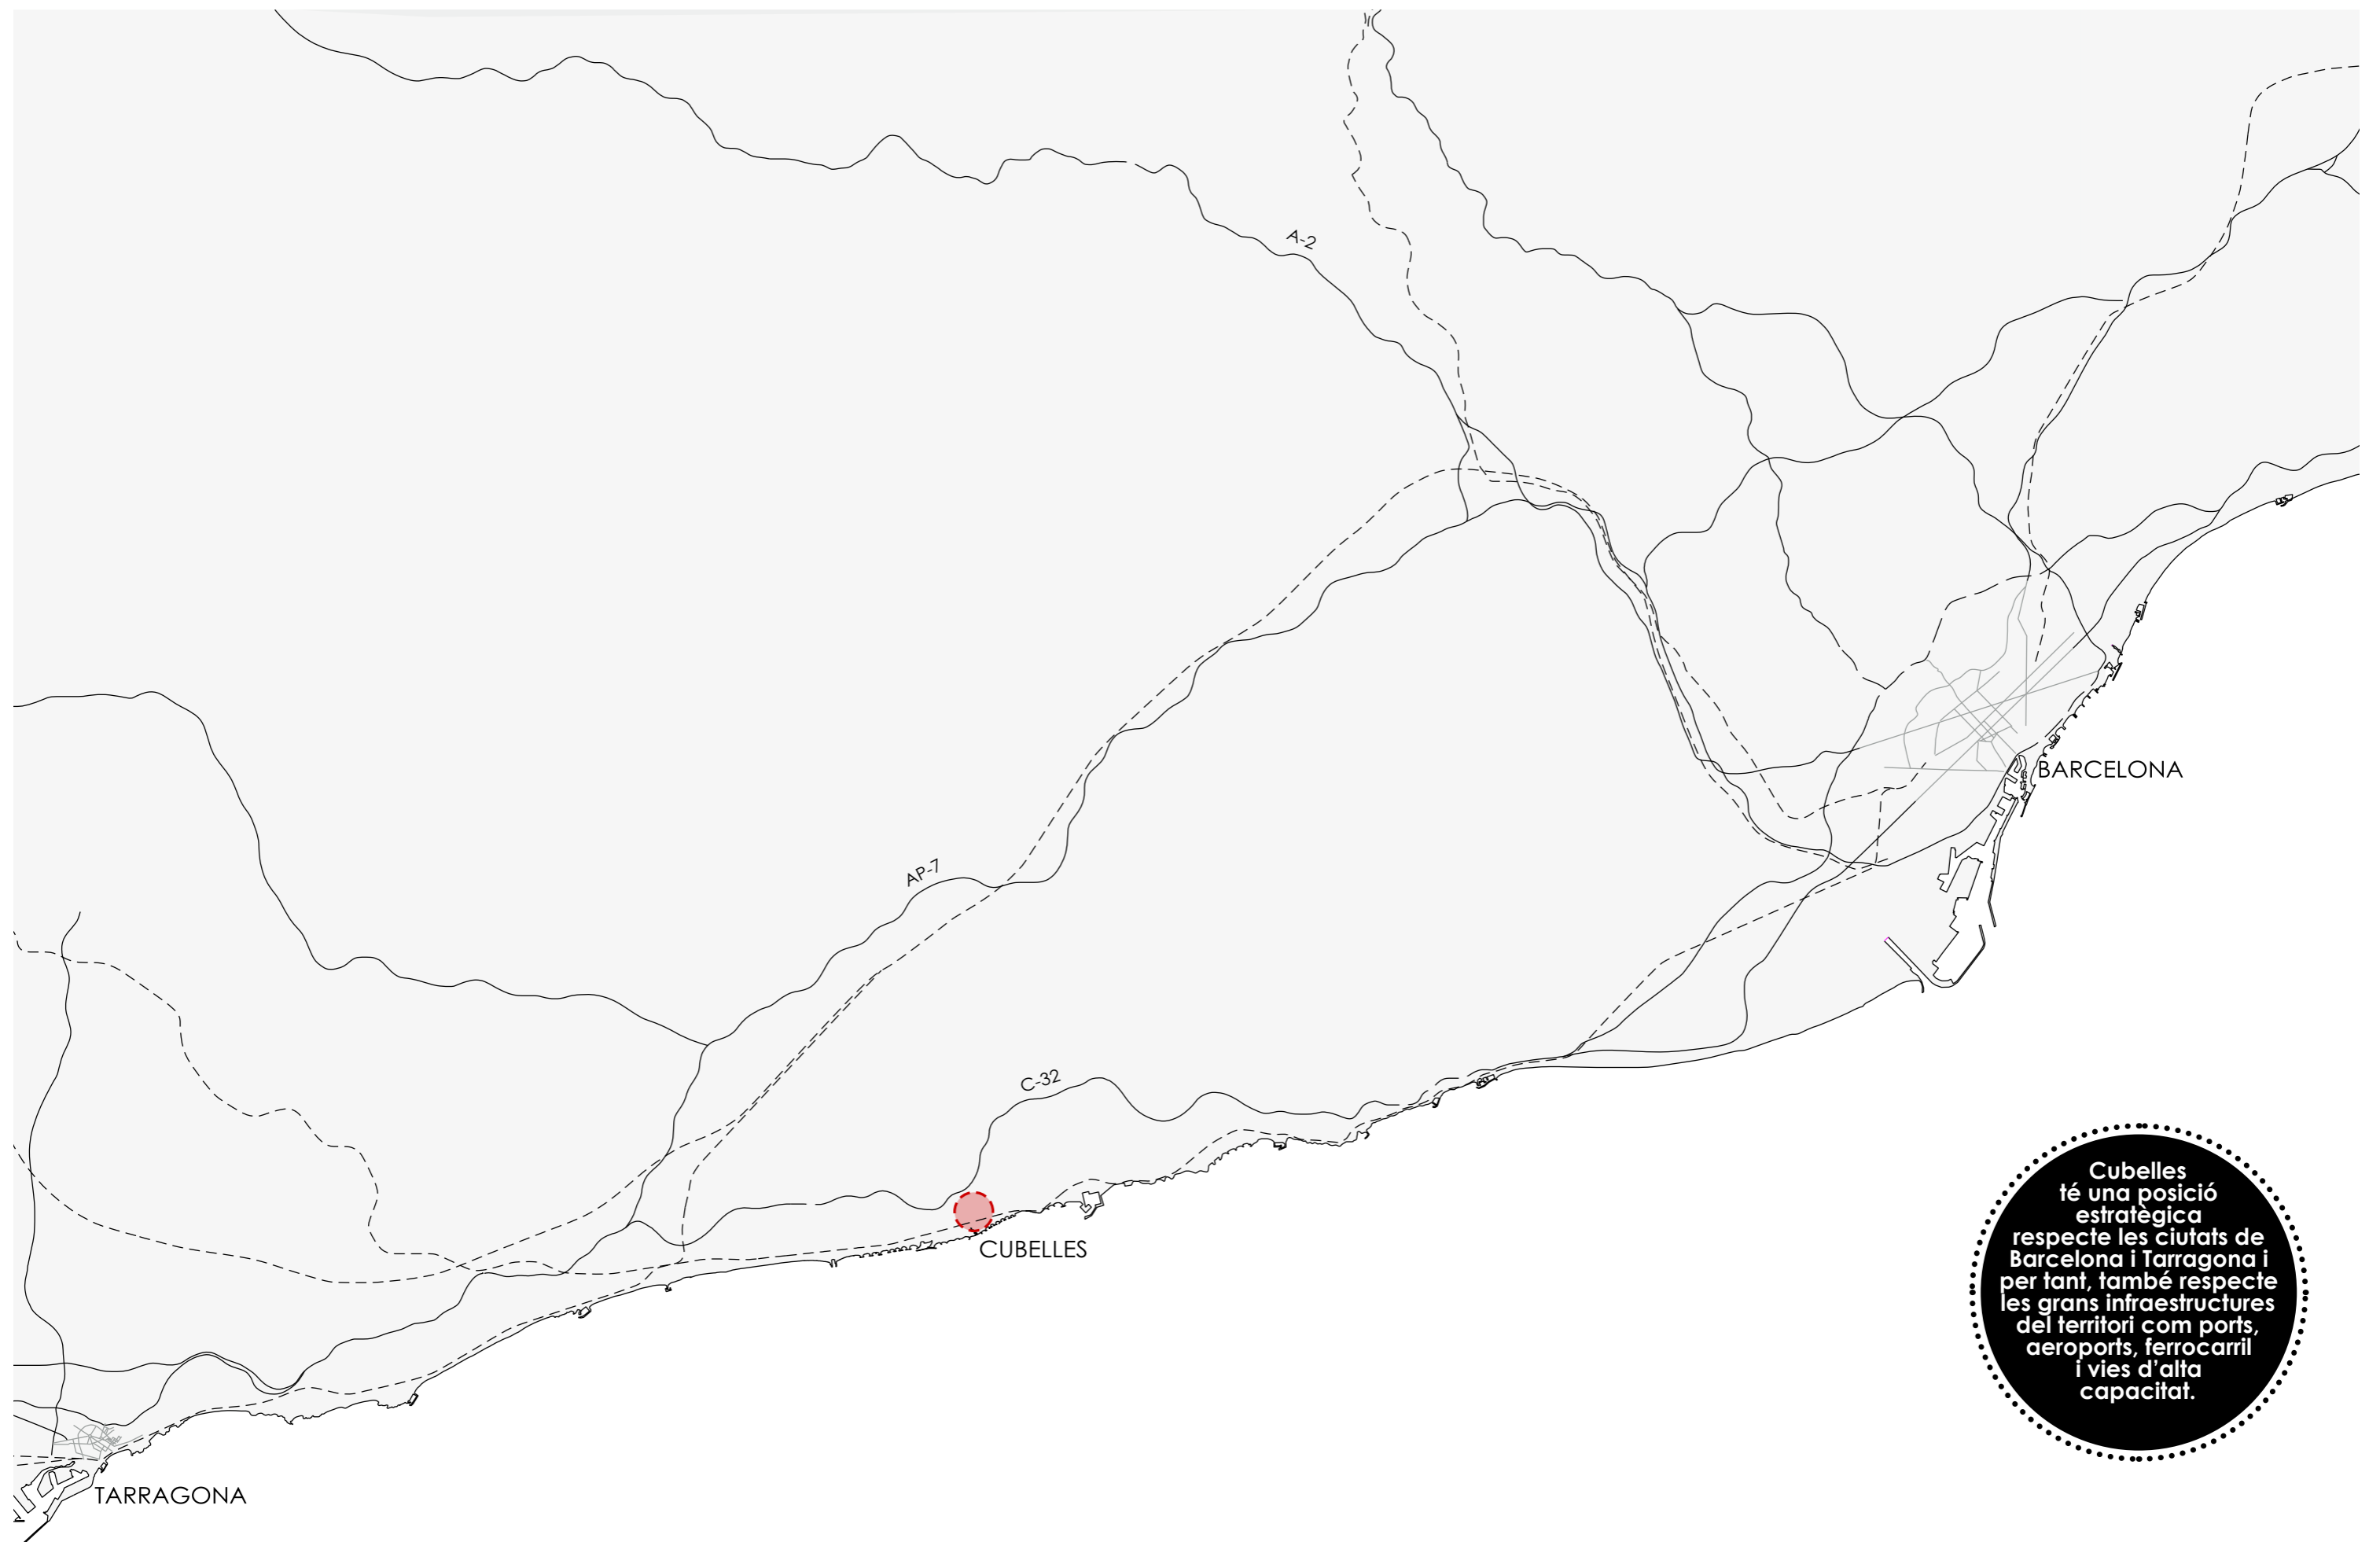 A-2
BARCELONA
AP-7
C-32
CUBELLES
TARRAGONA
Cubelles
té una posició
estratègica
respecte les ciutats de
Barcelona i Tarragona i
per tant, també respecte
les grans infraestructures
del territori com ports,
aeroports, ferrocarril
i vies d'alta
capacitat.